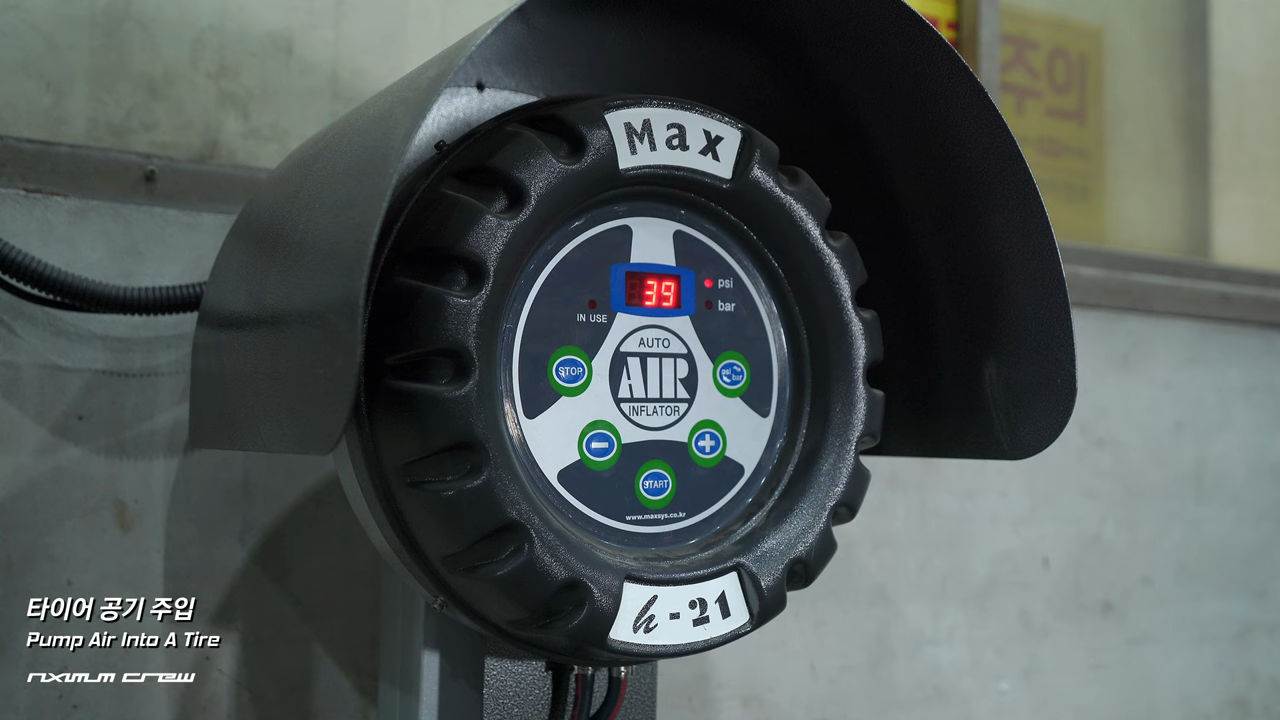 주의
Max
39
psi
bar
IN USE
AUTO
AIR
INFLATOR
STOP
psi
bar
START
www.maxsys.co.kr
h-21
타이어 공기 주입
Pump Air Into A Tire
nxmm crew